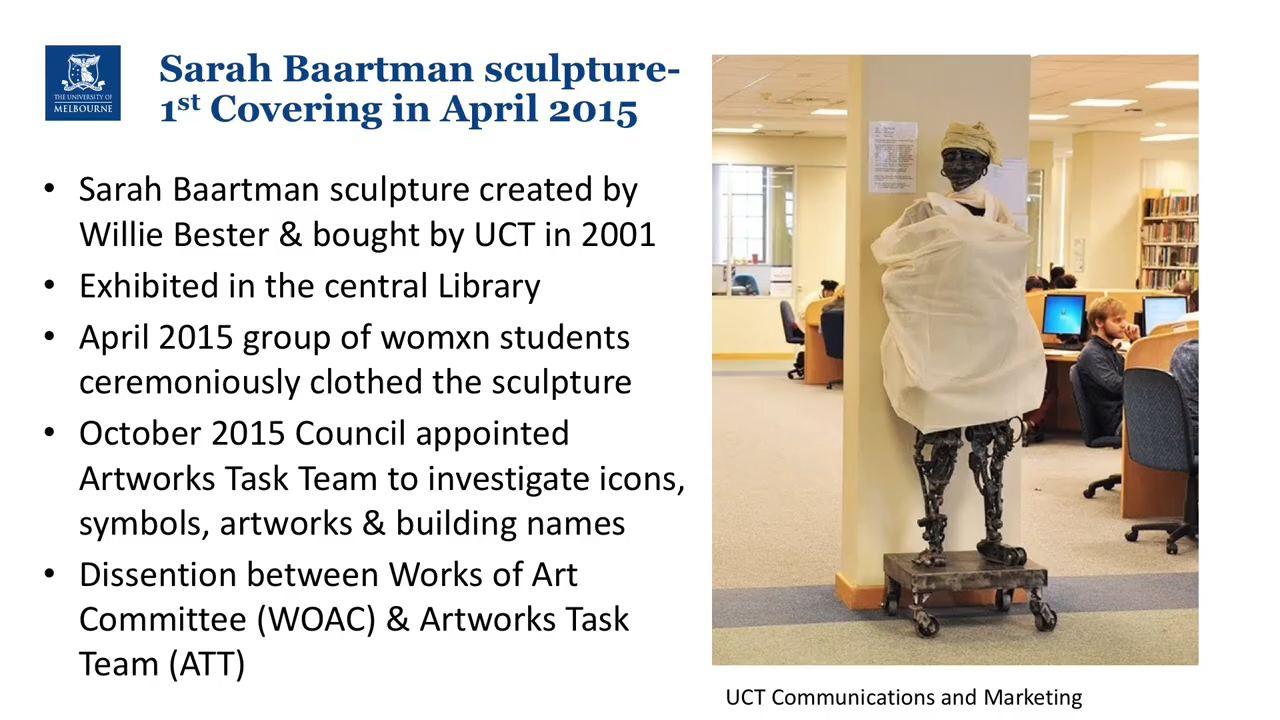 THE UNIVERSITY OF
MELBOURNE
Sarah Baartman sculpture-
1st Covering in April 2015
• Sarah Baartman sculpture created by
Willie Bester & bought by UCT in 2001
• Exhibited in the central Library
• April 2015 group of womxn students
ceremoniously clothed the sculpture
• October 2015 Council appointed
Artworks Task Team to investigate icons,
symbols, artworks & building names
• Dissention between Works of Art
Committee (WOAC) & Artworks Task
Team (ATT)
UCT Communications and Marketing